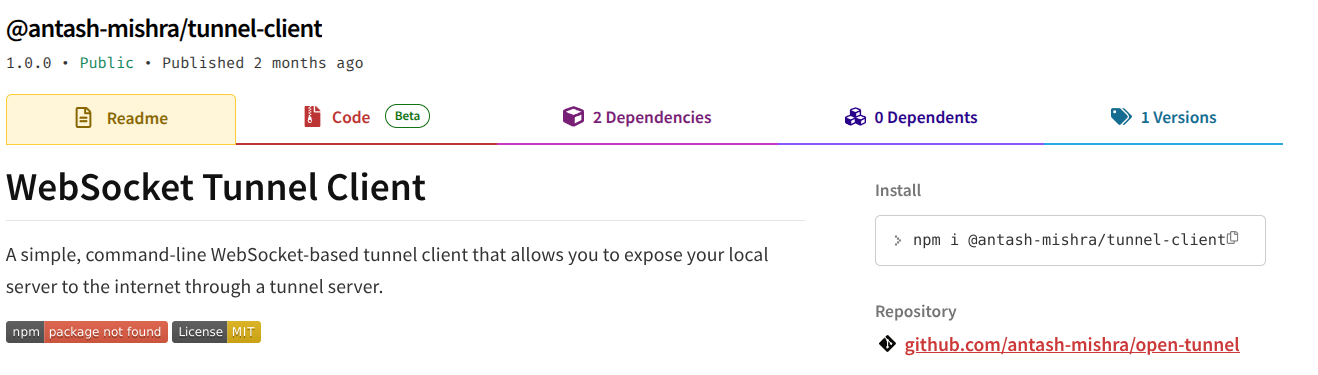 @antash-mishra/tunnel-client
1.0.0 • Public • Published 2 months ago
Readme
Code Beta
2 Dependencies
0 Dependents
1 Versions
WebSocket Tunnel Client
A simple, command-line WebSocket-based tunnel client that allows you to expose your local
server to the internet through a tunnel server.
npm package not found License MIT
Install
> npm i @antash-mishra/tunnel-client
Repository
github.com/antash-mishra/open-tunnel